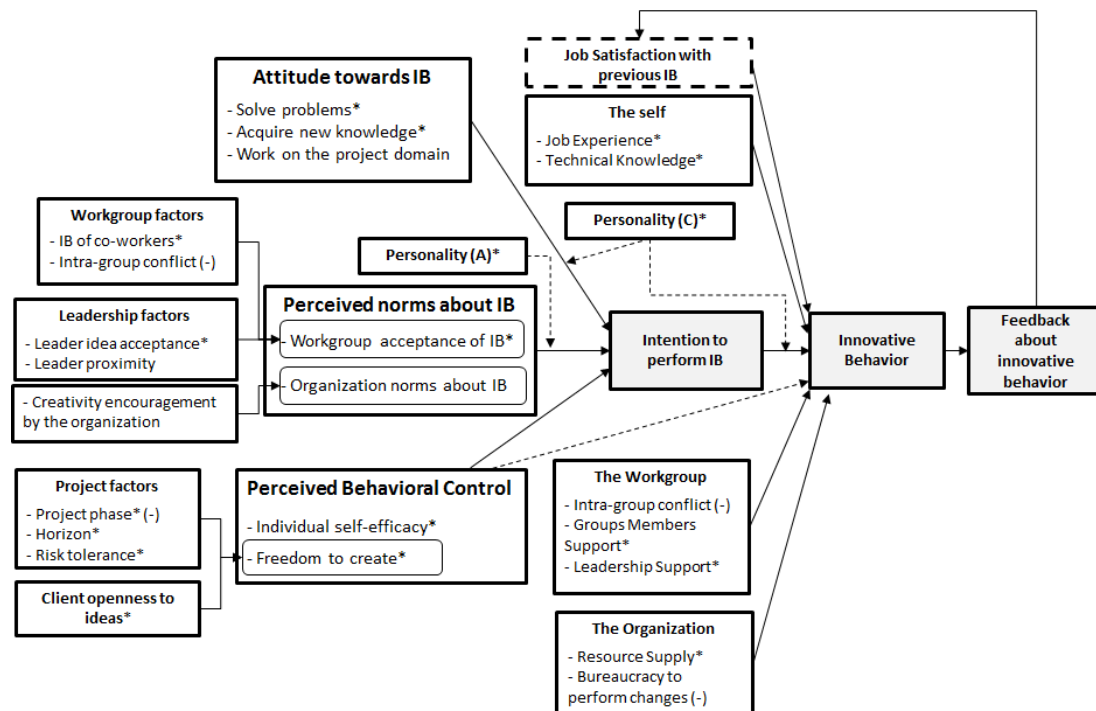 Job Satisfaction with
previous IB
Attitude towards IB
- Solve problems*
- Acquire new knowledge*
- Work on the project domain
The self
- Job Experience*
- Technical Knowledge*
Workgroup factors
- IB of co-workers*
- Intra-group conflict (-)
Personality (A)*
Personality (C)*
Leadership factors
- Leader idea acceptance*
- Leader proximity
- Creativity encouragement
by the organization
Perceived norms about IB
- Workgroup acceptance of IB*
- Organization norms about IB
Intention to
perform IB
Innovative
Behavior
Feedback
about
innovative
behavior
Project factors
- Project phase* (-)
- Horizon*
- Risk tolerance*
Client openness to
ideas*
Perceived Behavioral Control
- Individual self-efficacy*
- Freedom to create*
The Workgroup
- Intra-group conflict (-)
- Groups Members
Support*
- Leadership Support*
The Organization
- Resource Supply*
- Bureaucracy to
perform changes (-)